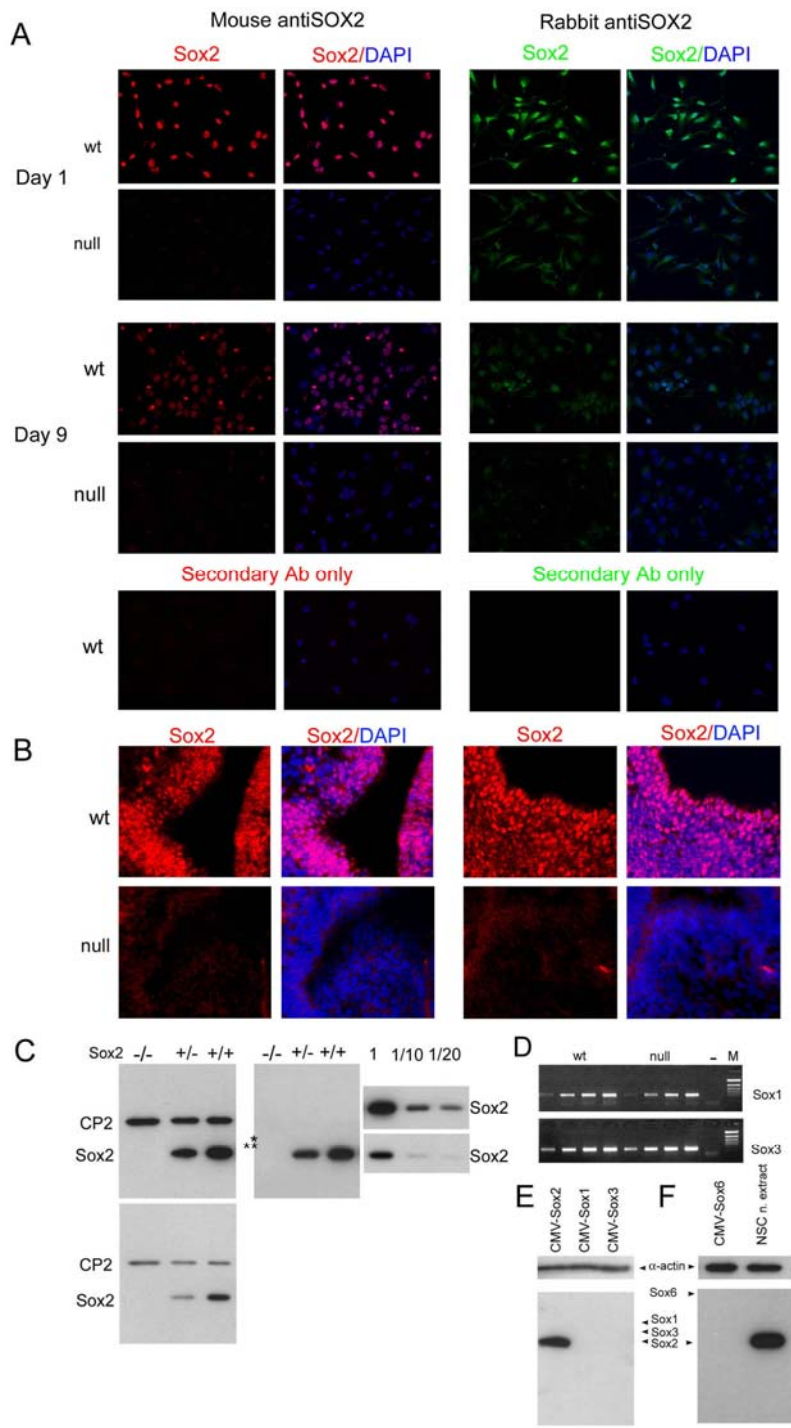 A
Mouse antiSOX2 Rabbit antiSOX2
Sox2 Sox2/DAPI Sox2 Sox2/DAPI
Day 1
wt
null
Day 9
wt
null
Secondary Ab only Secondary Ab only
wt
B
Sox2 Sox2/DAPI Sox2 Sox2/DAPI
wt
null
C
Sox2 -/- +/- +/+ -/- +/- +/+ 1 1/10 1/20
CP2
Sox2
*
**
Sox2
Sox2
CP2
Sox2
D
wt null – M
Sox1
Sox3
E
CMV-Sox2
CMV-Sox1
CMV-Sox3
F
CMV-Sox6
NSC n. extract
α-actin
Sox6
Sox1
Sox3
Sox2